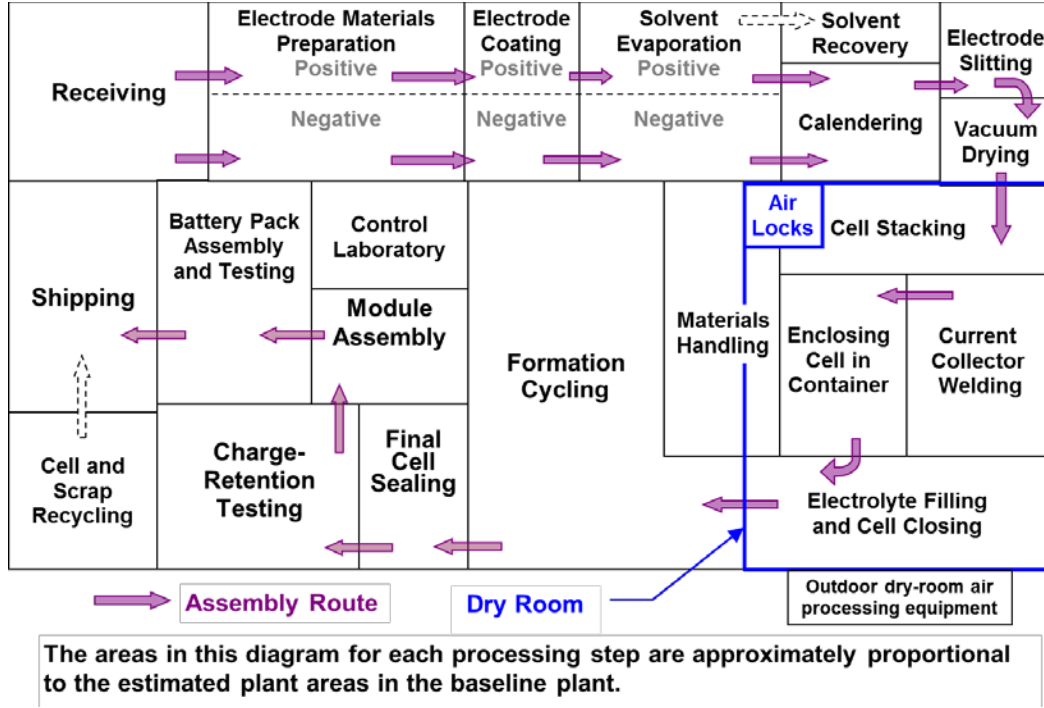 Receiving
Electrode Materials
Preparation
Positive
Negative
Electrode
Coating
Positive
Negative
Solvent
Evaporation
Positive
Negative
Solvent
Recovery
Calendering
Electrode
Slitting
Vacuum
Drying
Shipping
Battery Pack
Assembly
and Testing
Control
Laboratory
Module
Assembly
Formation
Cycling
Materials
Handling
Air
Locks
Cell Stacking
Enclosing
Cell in
Container
Current
Collector
Welding
Cell and
Scrap
Recycling
Charge-
Retention
Testing
Final
Cell
Sealing
Electrolyte Filling
and Cell Closing
Assembly Route
Dry Room
Outdoor dry-room air
processing equipment
The areas in this diagram for each processing step are approximately proportional
to the estimated plant areas in the baseline plant.